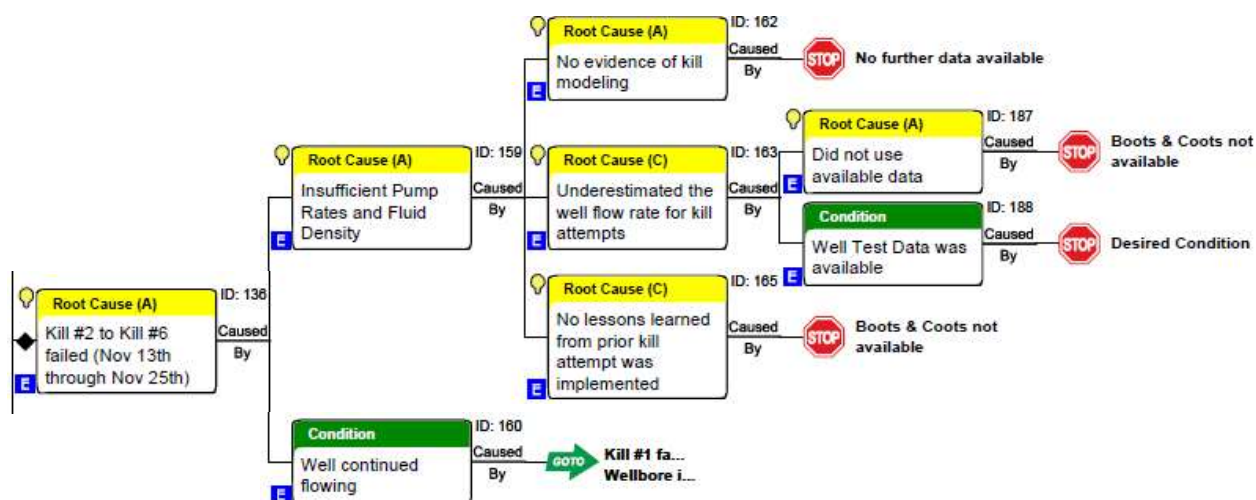 Root Cause (A)
ID: 162
No evidence of kill
modeling
E
Caused
By
STOP
No further data available
Root Cause (A)
ID: 187
Did not use
available data
E
Caused
By
STOP
Boots & Coots not
available
Root Cause (A)
ID: 159
Insufficient Pump
Rates and Fluid
Density
E
Caused
By
Root Cause (C)
ID: 163
Underestimated the
well flow rate for kill
attempts
E
Caused
By
Condition
ID: 188
Well Test Data was
available
E
Caused
By
STOP
Desired Condition
Root Cause (A)
ID: 136
Kill #2 to Kill #6
failed (Nov 13th
through Nov 25th)
E
Caused
By
Root Cause (C)
ID: 165
No lessons learned
from prior kill
attempt was
implemented
E
Caused
By
STOP
Boots & Coots not
available
Condition
ID: 160
Well continued
flowing
E
Caused
By
GOTO
Kill #1 fa...
Wellbore i...